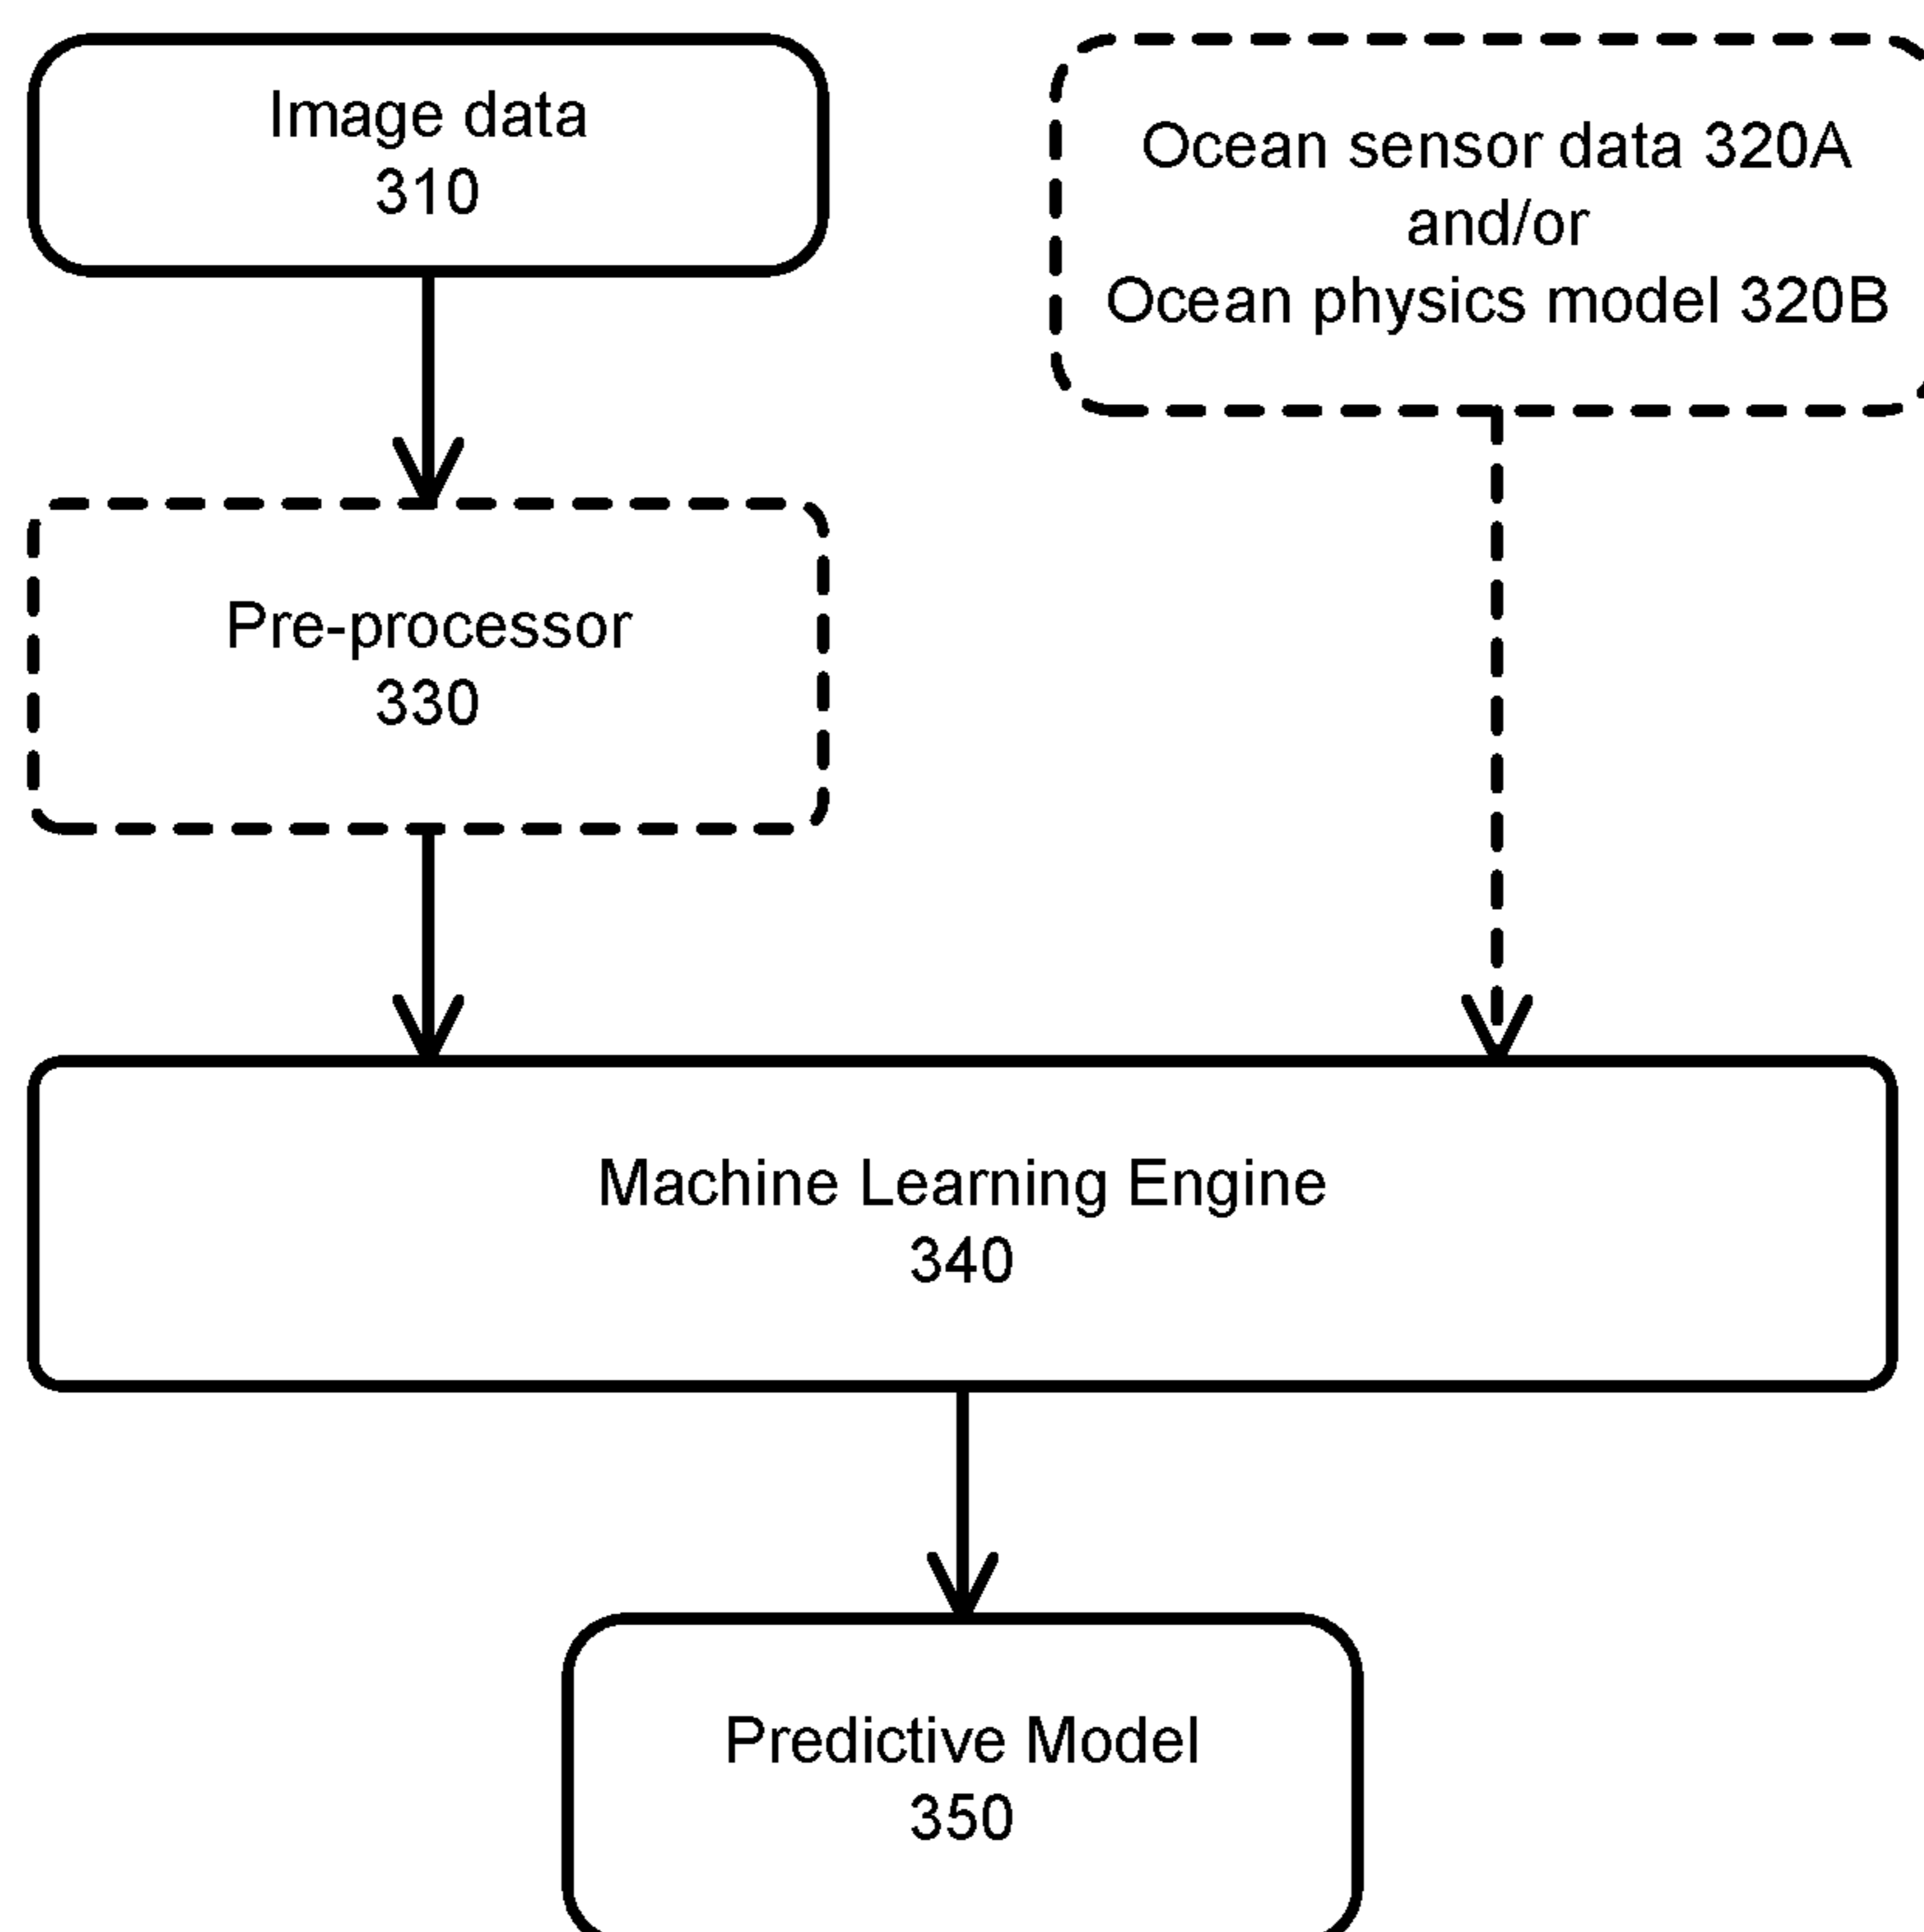 Image data
310
Ocean sensor data 320A
and/or
Ocean physics model 320B
Pre-processor
330
Machine Learning Engine
340
Predictive Model
350